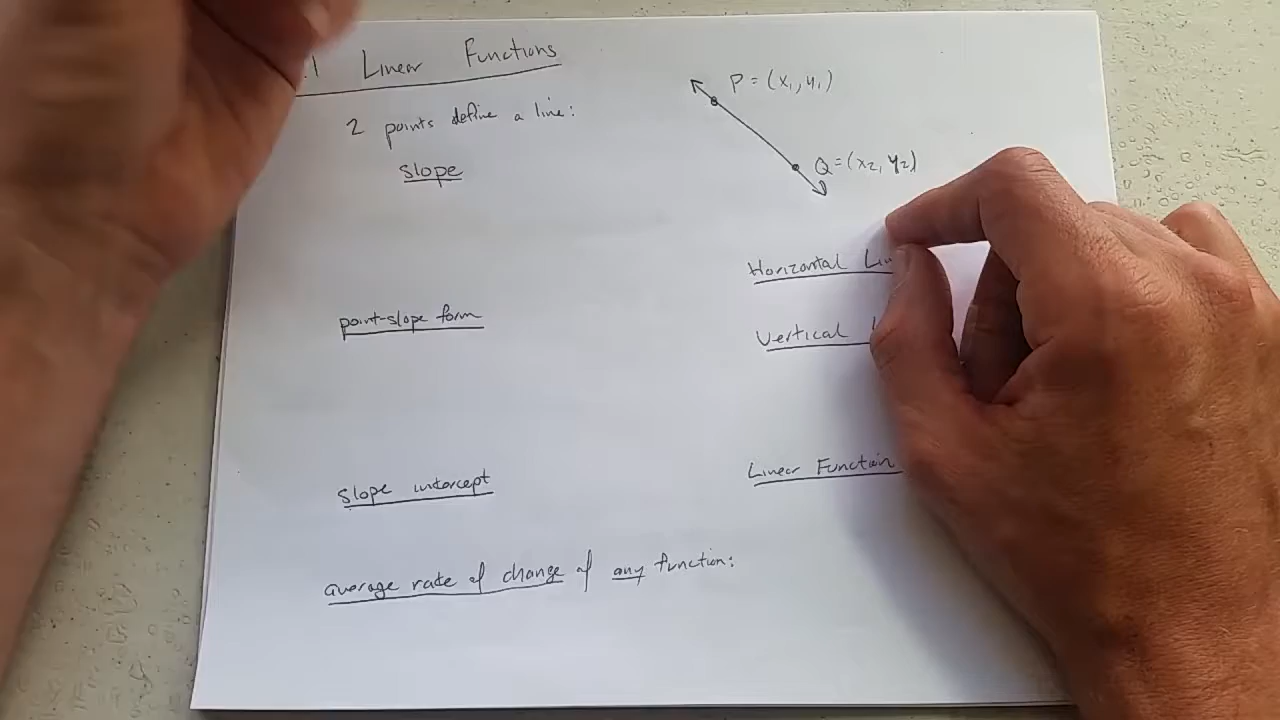 .1 Linear Functions
2 points define a line:
slope
P = (x₁, y₁)
Q = (x₂, y₂)
Horizontal
Vertical
point-slope form
slope intercept
Linear Function
average rate of change of any function: